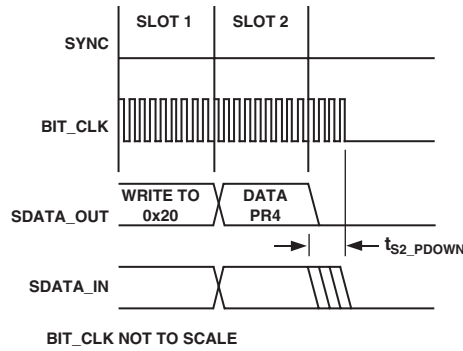 SLOT 1 SLOT 2
SYNC
BIT_CLK
WRITE TO DATA
0x20 PR4
SDATA_OUT
tS2_PDOWN
SDATA_IN
BIT_CLK NOT TO SCALE